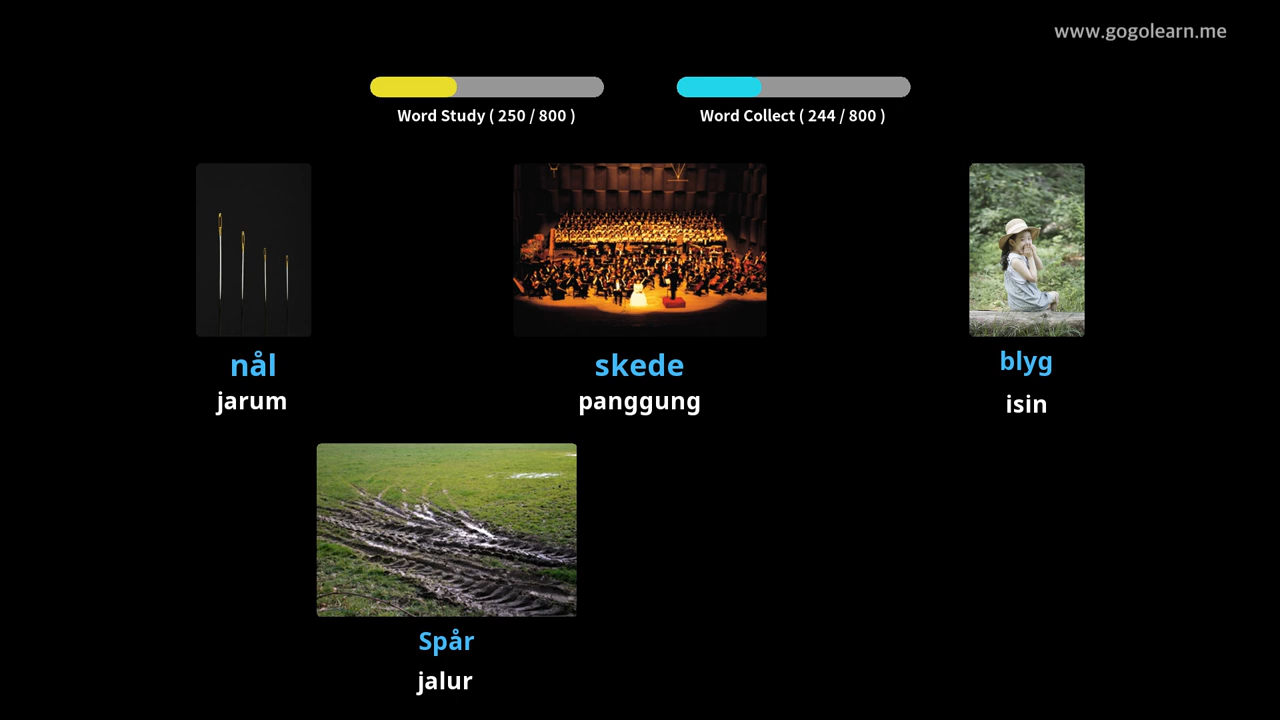 www.gogolearn.me
Word Study ( 250 / 800 )
Word Collect ( 244 / 800 )
nål
jarum
skede
panggung
blyg
isin
Spår
jalur